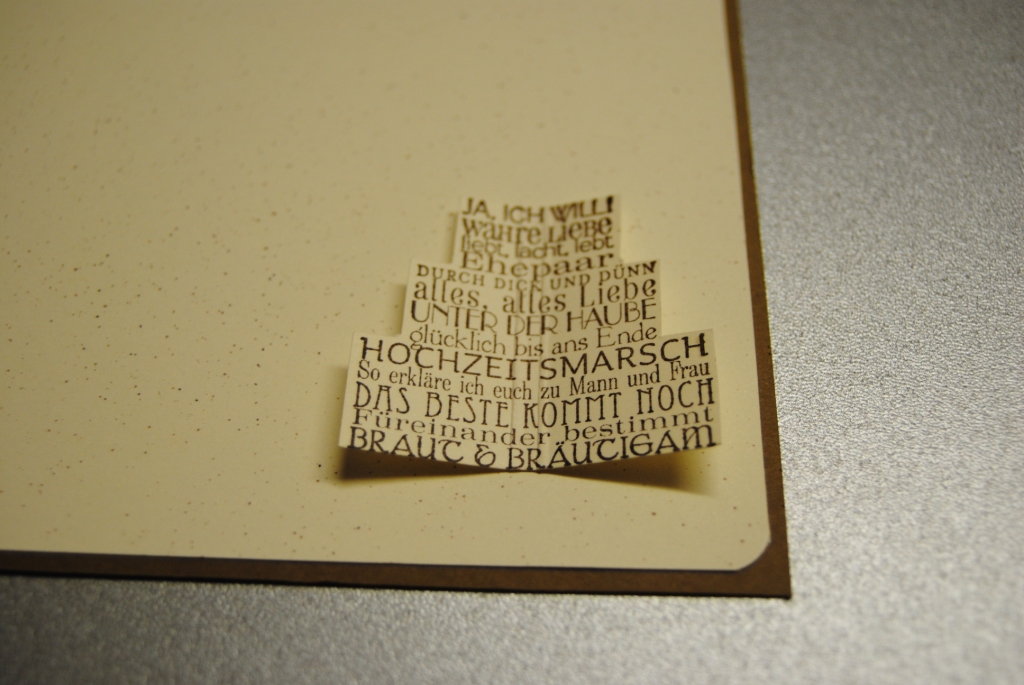 JA, ICH WILL!
wahre Liebe
liebt, lacht, lebt
Ehepaar
DURCH DICK UND DÜNN
alles, alles Liebe
UNTER DER HAUBE
glücklich bis ans Ende
HOCHZEITSMARSCH
So erkläre ich euch zu Mann und Frau
DAS BESTE KOMMT NOCH
Füreinander bestimmt
BRAUT & BRÄUTIGAM